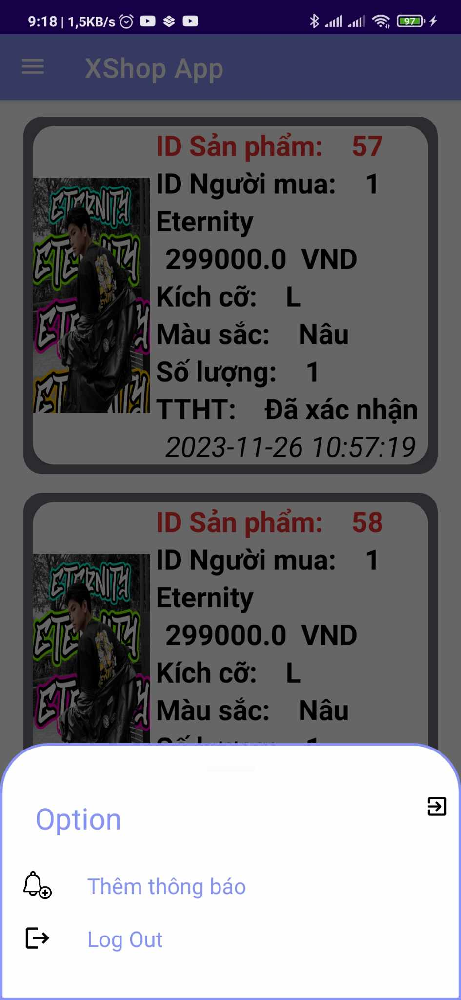 9:18 | 1,5KB/s
97
XShop App
ID Sản phẩm: 57
ID Người mua: 1
Eternity
299000.0 VND
Kích cỡ: L
Màu sắc: Nâu
Số lượng: 1
TTHT: Đã xác nhận
2023-11-26 10:57:19
ETERNITY
ID Sản phẩm: 58
ID Người mua: 1
Eternity
299000.0 VND
Kích cỡ: L
Màu sắc: Nâu
Số lượng: 1
ETERNITY
Option
Thêm thông báo
Log Out